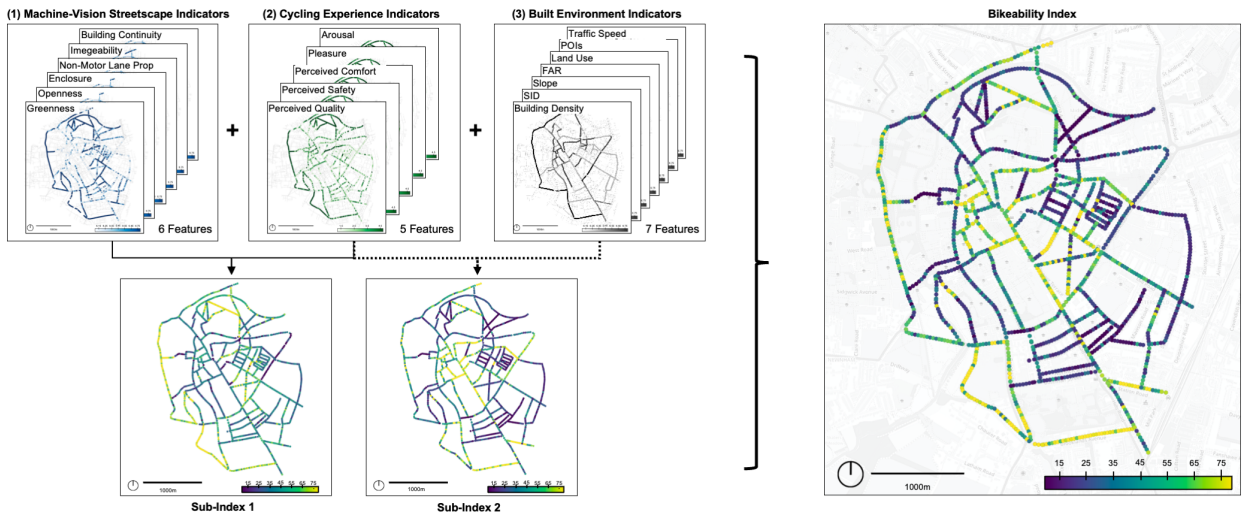 (1) Machine-Vision Streetscape Indicators
(2) Cycling Experience Indicators
(3) Built Environment Indicators
Bikeability Index
Building Continuity
Imegeability
Non-Motor Lane Prop
Enclosure
Openness
Greenness
6 Features
+
Arousal
Pleasure
Perceived Comfort
Perceived Safety
Perceived Quality
5 Features
+
Traffic Speed
POIs
Land Use
FAR
Slope
SID
Building Density
7 Features
15 25 35 45 55 65 75
1000m
Sub-Index 1
15 25 35 45 55 65 75
1000m
Sub-Index 2
1000m
15 25 35 45 55 65 75